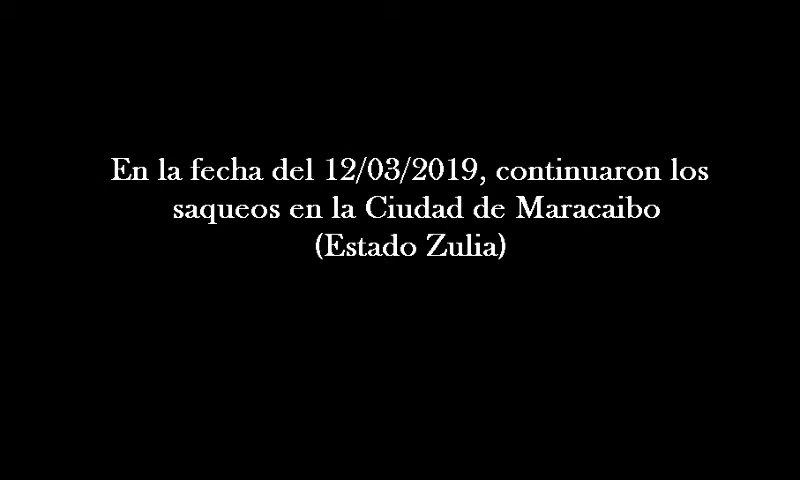 En la fecha del 12/03/2019, continuaron los
saqueos en la Ciudad de Maracaibo
(Estado Zulia)